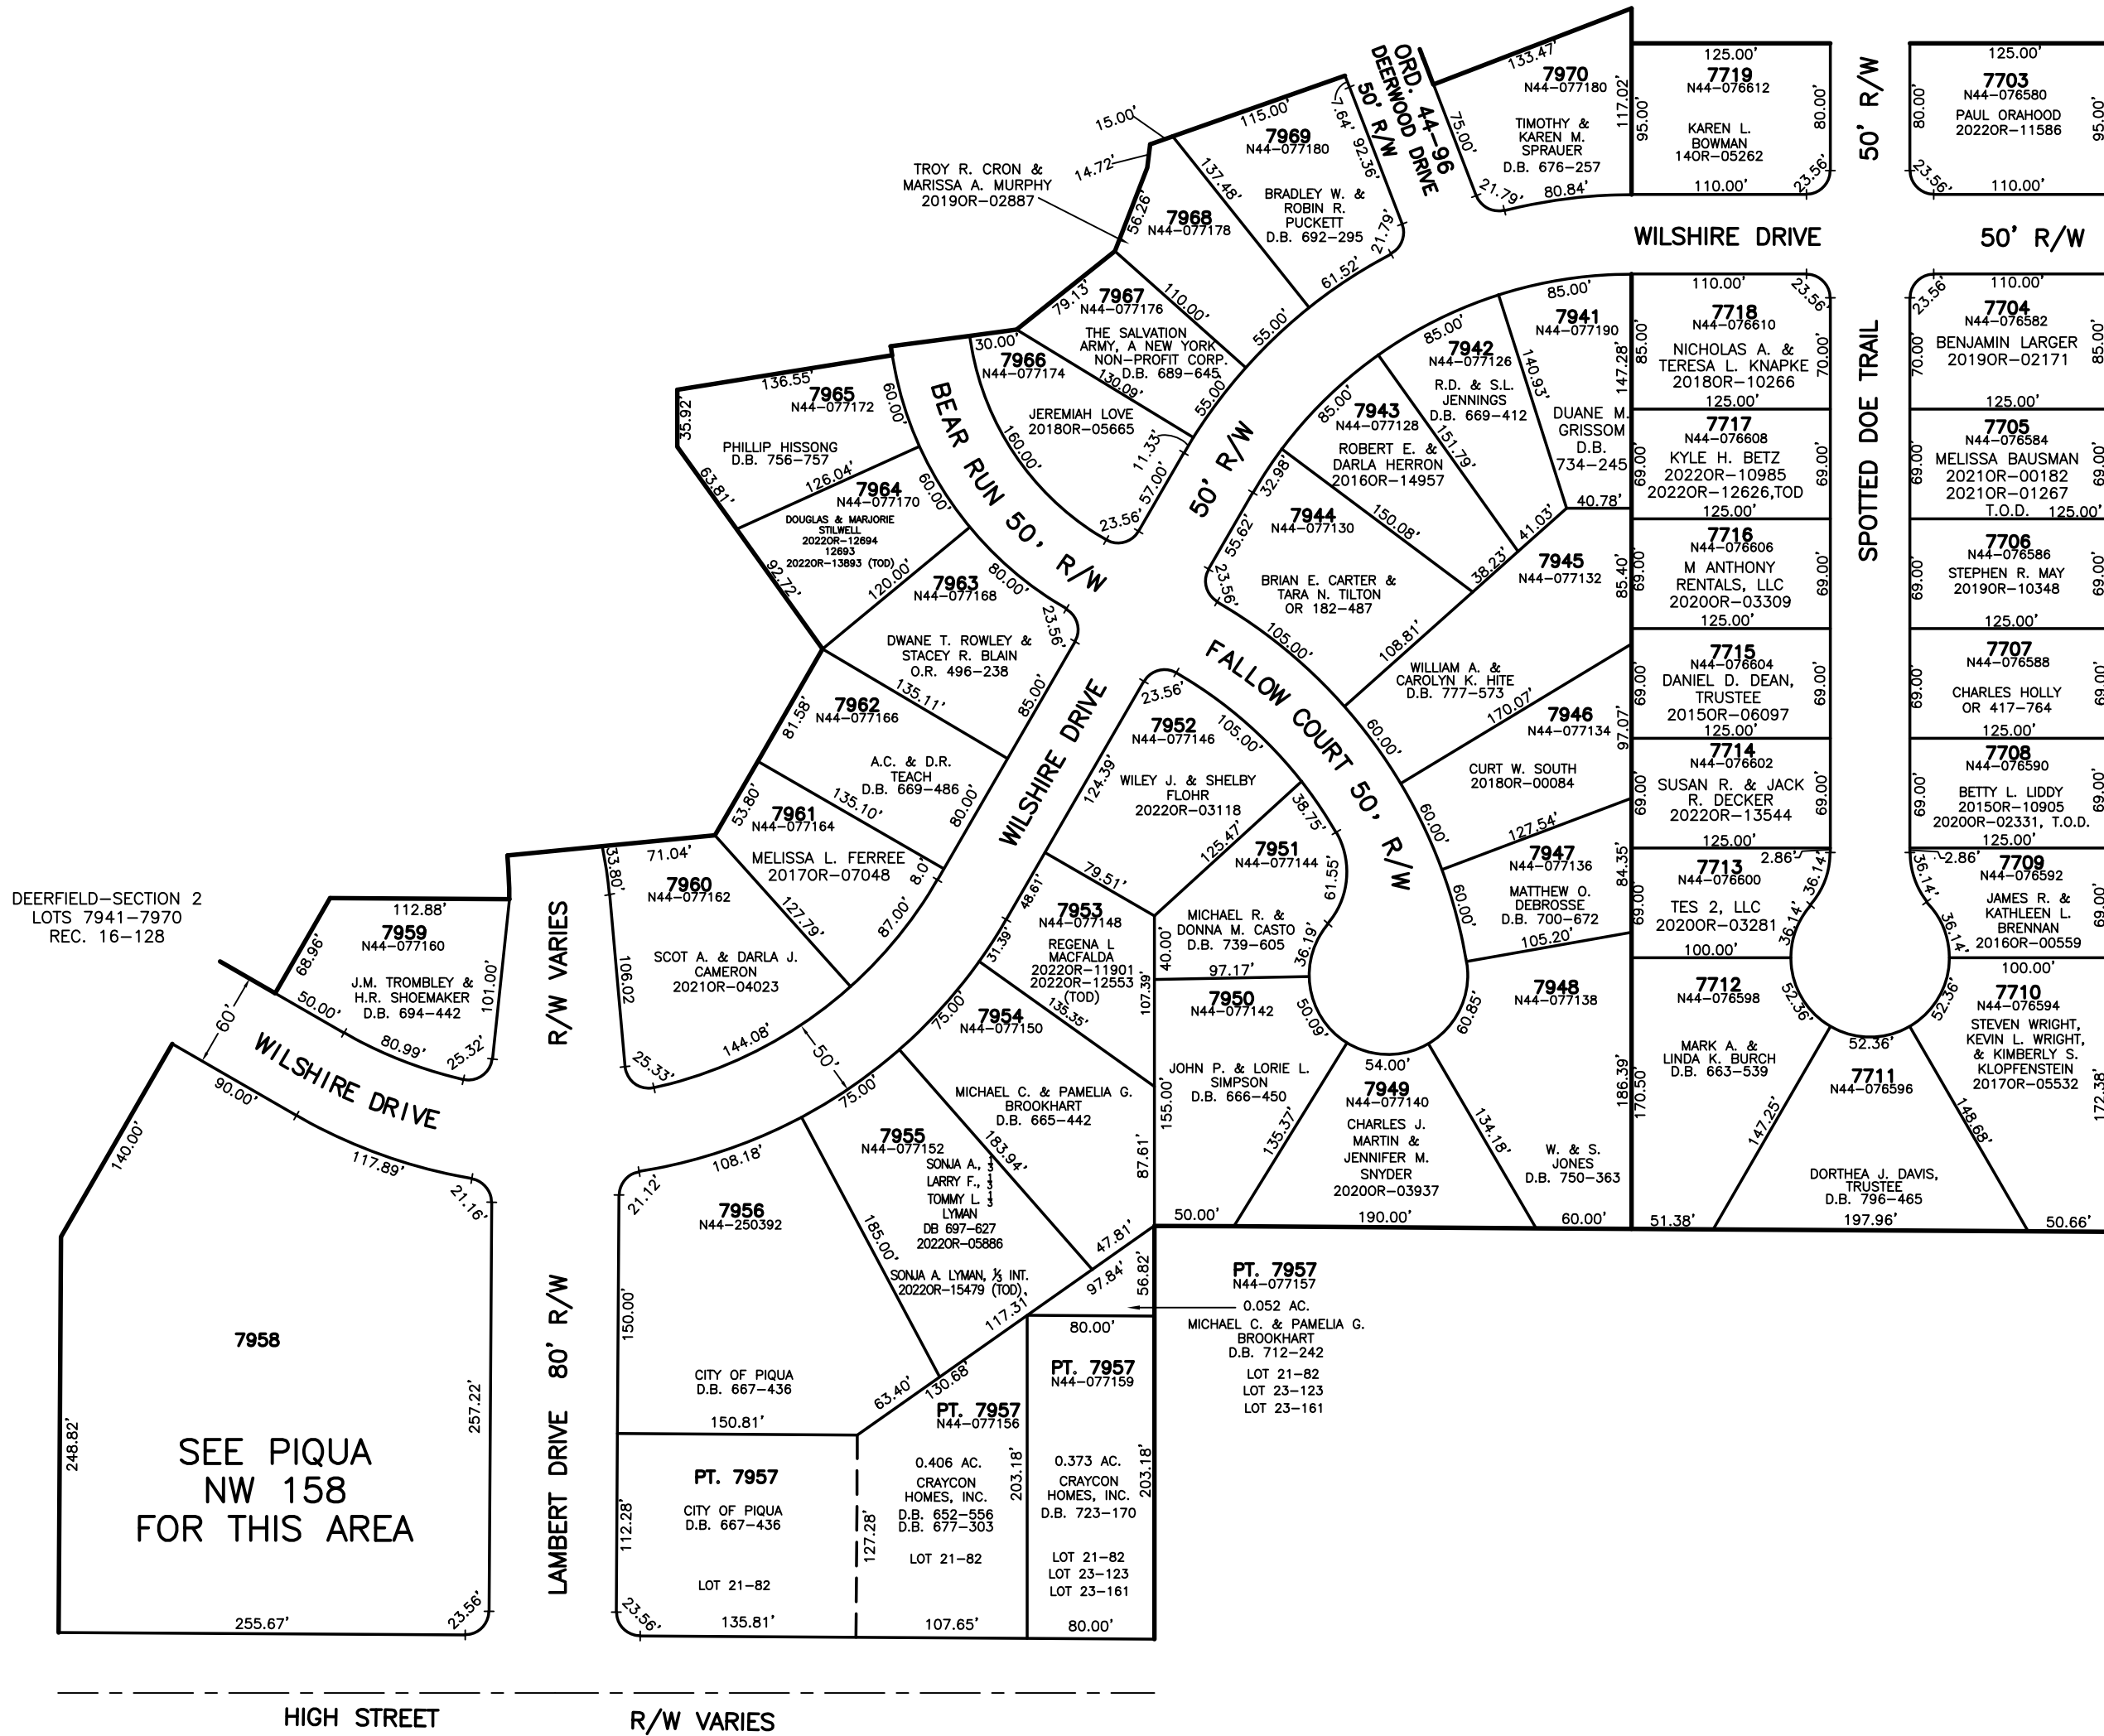 DEERFIELD-SECTION 2
LOTS 7941-7970
REC. 16-128
ORD. 44-96
DEERWOOD DRIVE
50' R/W
133.47'
7970
N44-077180
117.02'
75.00'
TIMOTHY &
KAREN M.
SPRAUER
D.B. 676-257
21.79'
80.84'
125.00'
7719
N44-076612
95.00'
80.00'
KAREN L.
BOWMAN
140R-05262
23.56'
110.00'
50' R/W
125.00'
7703
N44-076580
80.00'
95.00'
PAUL ORAHOOD
2022OR-11586
23.56'
110.00'
WILSHIRE DRIVE
50' R/W
15.00'
115.00'
7.64'
92.36'
7969
N44-077180
BRADLEY W. &
ROBIN R.
PUCKETT
D.B. 692-295
137.48'
21.79'
61.52'
14.72'
TROY R. CRON &
MARISSA A. MURPHY
2019OR-02887
56.26'
7968
N44-077178
110.00'
55.00'
79.13'
7967
N44-077176
THE SALVATION
ARMY, A NEW YORK
NON-PROFIT CORP.
D.B. 689-645
130.09'
55.00'
30.00'
7966
N44-077174
JEREMIAH LOVE
2018OR-05665
160.00'
11.33'
57.00'
23.56'
50' R/W
BEAR RUN 50' R/W
136.55'
7965
N44-077172
60.00'
35.92'
PHILLIP HISSONG
D.B. 756-757
63.81'
126.04'
7964
N44-077170
60.00'
DOUGLAS & MARJORIE
STILWELL
2022OR-12694
12693
2022OR-13893 (TOD)
92.72'
120.00'
7963
N44-077168
80.00'
23.56'
DWANE T. ROWLEY &
STACEY R. BLAIN
O.R. 496-238
135.11'
85.00'
81.58'
7962
N44-077166
A.C. & D.R.
TEACH
D.B. 669-486
135.10'
80.00'
53.80'
7961
N44-077164
MELISSA L. FERREE
2017OR-07048
8.0'
127.79'
87.00'
33.80'
71.04'
7960
N44-077162
SCOT A. & DARLA J.
CAMERON
2021OR-04023
106.02
25.33'
144.08'
50'
112.88'
7959
N44-077160
68.96'
J.M. TROMBLEY &
H.R. SHOEMAKER
D.B. 694-442
101.00'
50.00'
80.99'
25.32'
60'
R/W VARIES
WILSHIRE DRIVE
90.00'
117.89'
21.16'
140.00'
248.82'
7958
257.22'
SEE PIQUA
NW 158
FOR THIS AREA
255.67'
23.56'
LAMBERT DRIVE 80' R/W
85.00'
7941
N44-077190
147.28'
DUANE M.
GRISSOM
D.B.
734-245
40.78'
85.00'
7942
N44-077126
140.93'
R.D. & S.L.
JENNINGS
D.B. 669-412
41.03'
85.00'
7943
N44-077128
151.79'
ROBERT E. &
DARLA HERRON
2016OR-14957
38.23'
32.98'
7944
N44-077130
150.08'
55.62'
23.56'
BRIAN E. CARTER &
TARA N. TILTON
OR 182-487
105.00'
108.81'
7945
N44-077132
85.40'
WILLIAM A. &
CAROLYN K. HITE
D.B. 777-573
60.00'
170.07'
7946
N44-077134
97.07'
CURT W. SOUTH
2018OR-00084
60.00'
127.54'
7947
N44-077136
84.35'
MATTHEW O.
DEBROSSE
D.B. 700-672
60.00'
105.20'
7948
N44-077138
60.85'
186.39'
W. & S.
JONES
D.B. 750-363
60.00'
134.18'
54.00'
7949
N44-077140
CHARLES J.
MARTIN &
JENNIFER M.
SNYDER
2020OR-03937
190.00'
135.37'
FALLOW COURT 50' R/W
WILSHIRE DRIVE
23.56'
7952
N44-077146
105.00'
124.39'
WILEY J. & SHELBY
FLOHR
2022OR-03118
125.47'
79.51'
38.75'
7951
N44-077144
61.55'
MICHAEL R. &
DONNA M. CASTO
D.B. 739-605
36.19'
40.00'
97.17'
7950
N44-077142
50.09'
JOHN P. & LORIE L.
SIMPSON
D.B. 666-450
155.00'
50.00'
48.61'
7953
N44-077148
31.39'
REGENA L
MACFALDA
2022OR-11901
2022OR-12553
(TOD)
107.39'
135.35'
75.00'
7954
N44-077150
MICHAEL C. & PAMELIA G.
BROOKHART
D.B. 665-442
87.61'
183.94'
47.81'
75.00'
7955
N44-077152
SONJA A., 1/3
LARRY F., 1/3
TOMMY L. 1/3
LYMAN
DB 697-627
2022OR-05886
SONJA A. LYMAN, 1/3 INT.
2022OR-15479 (TOD)
185.00'
117.31'
108.18'
21.12'
7956
N44-250392
150.00'
CITY OF PIQUA
D.B. 667-436
150.81'
63.40'
130.68'
97.84'
56.82'
PT. 7957
N44-077157
0.052 AC.
MICHAEL C. & PAMELIA G.
BROOKHART
D.B. 712-242
LOT 21-82
LOT 23-123
LOT 23-161
80.00'
PT. 7957
N44-077159
203.18'
0.373 AC.
CRAYCON
HOMES, INC.
D.B. 723-170
LOT 21-82
LOT 23-123
LOT 23-161
80.00'
PT. 7957
N44-077156
203.18'
0.406 AC.
CRAYCON
HOMES, INC.
D.B. 652-556
D.B. 677-303
LOT 21-82
127.28'
107.65'
PT. 7957
CITY OF PIQUA
D.B. 667-436
112.28'
LOT 21-82
23.56'
135.81'
110.00'
23.56'
7718
N44-076610
85.00'
70.00'
NICHOLAS A. &
TERESA L. KNAPKE
2018OR-10266
125.00'
7717
N44-076608
69.00'
69.00'
KYLE H. BETZ
2022OR-10985
2022OR-12626,TOD
125.00'
7716
N44-076606
69.00'
69.00'
M ANTHONY
RENTALS, LLC
2020OR-03309
125.00'
7715
N44-076604
69.00'
69.00'
DANIEL D. DEAN,
TRUSTEE
2015OR-06097
125.00'
7714
N44-076602
69.00'
69.00'
SUSAN R. & JACK
R. DECKER
2022OR-13544
125.00'
2.86'
36.14'
7713
N44-076600
69.00'
TES 2, LLC
2020OR-03281
36.14'
100.00'
7712
N44-076598
52.36'
170.50'
MARK A. &
LINDA K. BURCH
D.B. 663-539
51.38'
147.25'
52.36'
7711
N44-076596
DORTHEA J. DAVIS,
TRUSTEE
D.B. 796-465
197.96'
148.68'
SPOTTED DOE TRAIL
23.56'
110.00'
7704
N44-076582
70.00'
85.00'
BENJAMIN LARGER
2019OR-02171
125.00'
7705
N44-076584
69.00'
69.00'
MELISSA BAUSMAN
2021OR-00182
2021OR-01267
T.O.D. 125.00'
7706
N44-076586
69.00'
69.00'
STEPHEN R. MAY
2019OR-10348
125.00'
7707
N44-076588
69.00'
69.00'
CHARLES HOLLY
OR 417-764
125.00'
7708
N44-076590
69.00'
69.00'
BETTY L. LIDDY
2015OR-10905
2020OR-02331, T.O.D.
125.00'
2.86'
36.14'
7709
N44-076592
69.00'
JAMES R. &
KATHLEEN L.
BRENNAN
2016OR-00559
36.14'
100.00'
7710
N44-076594
52.36'
STEVEN WRIGHT,
KEVIN L. WRIGHT,
& KIMBERLY S.
KLOPFENSTEIN
2017OR-05532
172.38'
50.66'
HIGH STREET
R/W VARIES